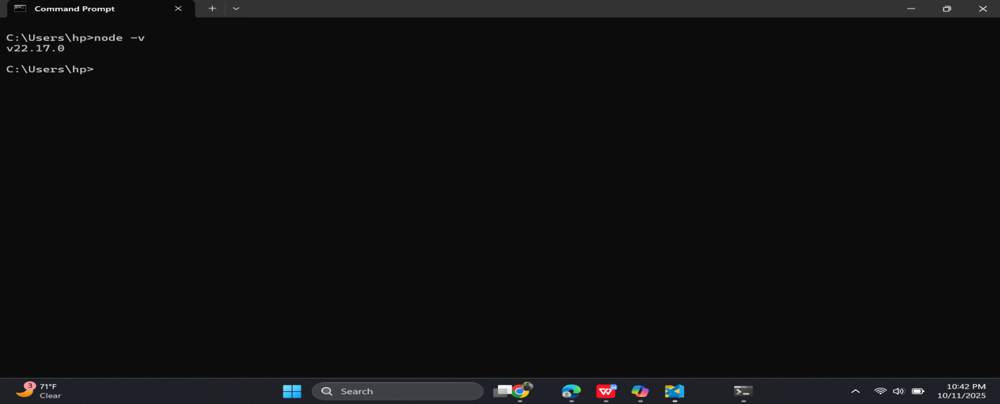 Command Prompt
C:\Users\hp>node -v
v22.17.0
C:\Users\hp>
3
71°F
Clear
Search
10:42 PM
10/11/2025